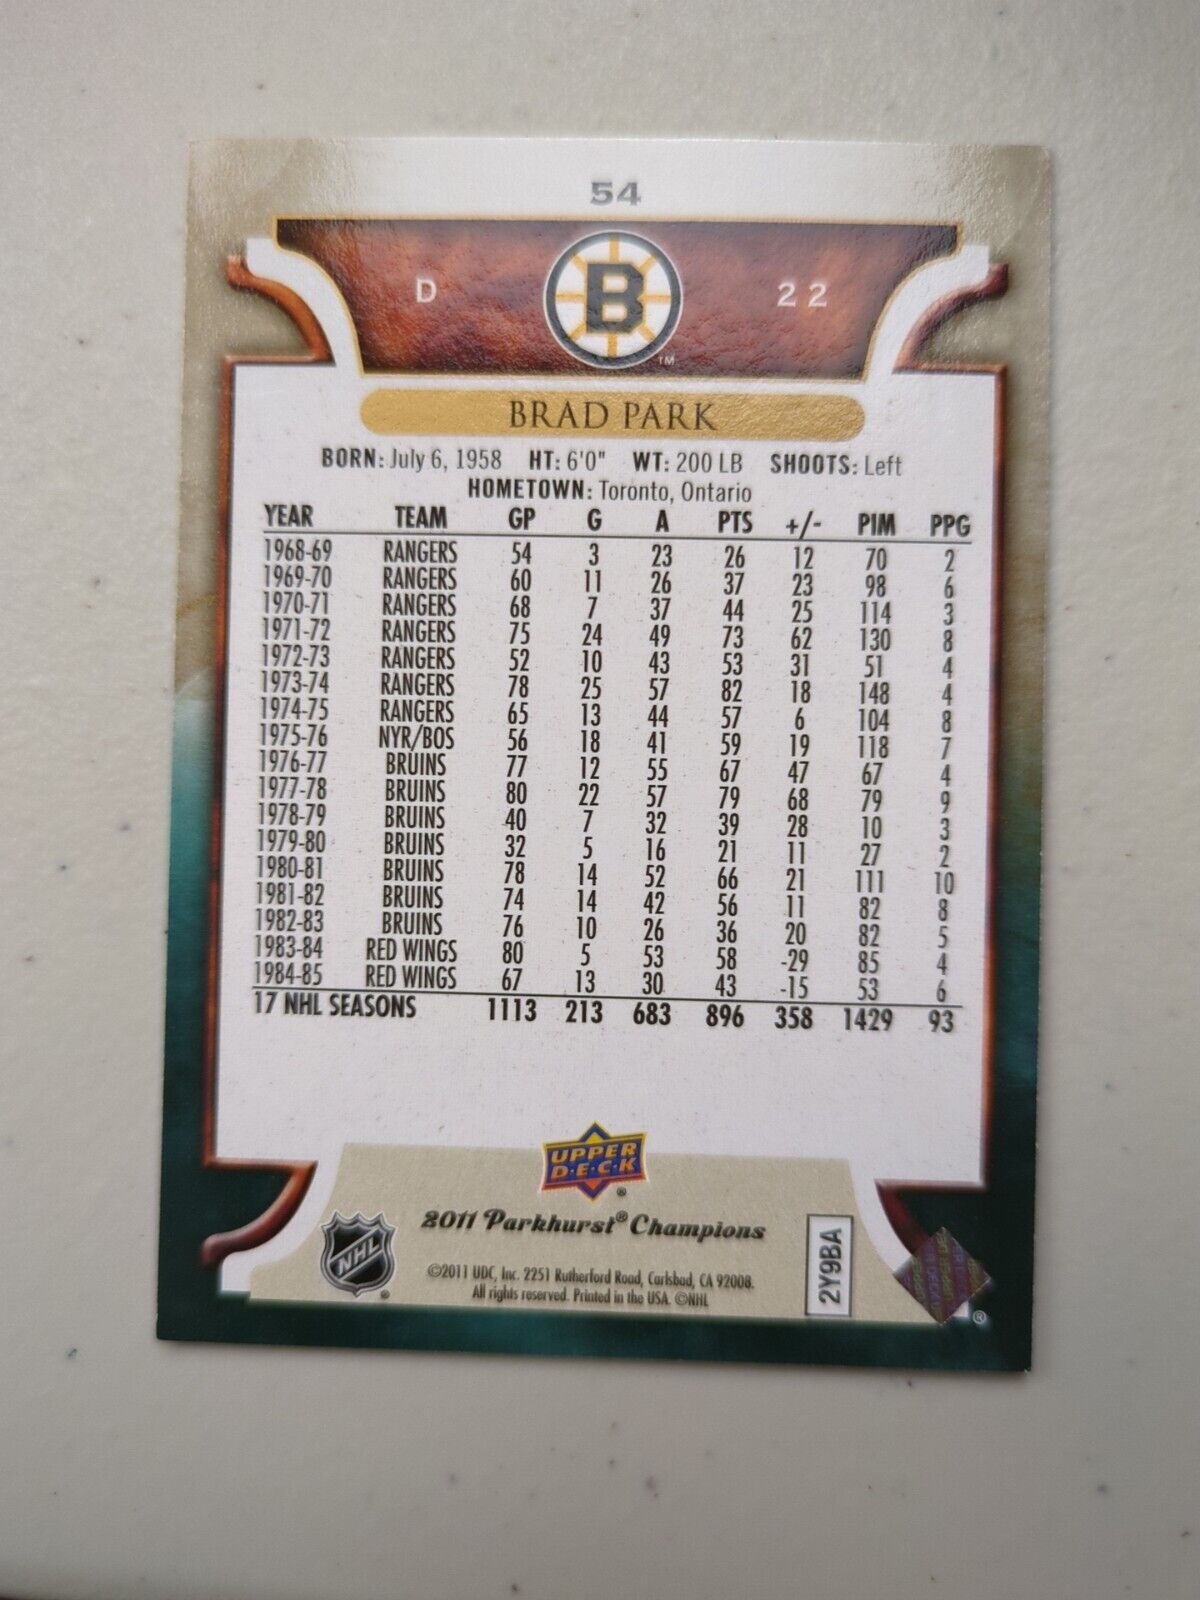 54
D B 22
TM
BRAD PARK
BORN: July 6, 1958 HT: 6'0" WT: 200 LB SHOOTS: Left
HOMETOWN: Toronto, Ontario
YEAR TEAM GP G A PTS +/- PIM PPG
1968-69 RANGERS 54 3 23 26 12 70 2
1969-70 RANGERS 60 11 26 37 23 98 6
1970-71 RANGERS 68 7 37 44 25 114 3
1971-72 RANGERS 75 24 49 73 62 130 8
1972-73 RANGERS 52 10 43 53 31 51 4
1973-74 RANGERS 78 25 57 82 18 148 4
1974-75 RANGERS 65 13 44 57 6 104 8
1975-76 NYR/BOS 56 18 41 59 19 118 7
1976-77 BRUINS 77 12 55 67 47 67 4
1977-78 BRUINS 80 22 57 79 68 79 9
1978-79 BRUINS 40 7 32 39 28 10 3
1979-80 BRUINS 32 5 16 21 11 27 2
1980-81 BRUINS 78 14 52 66 21 111 10
1981-82 BRUINS 74 14 42 56 11 82 8
1982-83 BRUINS 76 10 26 36 20 82 5
1983-84 RED WINGS 80 5 53 58 -29 85 4
1984-85 RED WINGS 67 13 30 43 -15 53 6
17 NHL SEASONS 1113 213 683 896 358 1429 93
UPPER
D·E·C·K
®
2011 Parkhurst® Champions
NHL
®
©2011 UDC, Inc. 2251 Rutherford Road, Carlsbad, CA 92008.
All rights reserved. Printed in the USA. ©NHL
2Y9BA
®